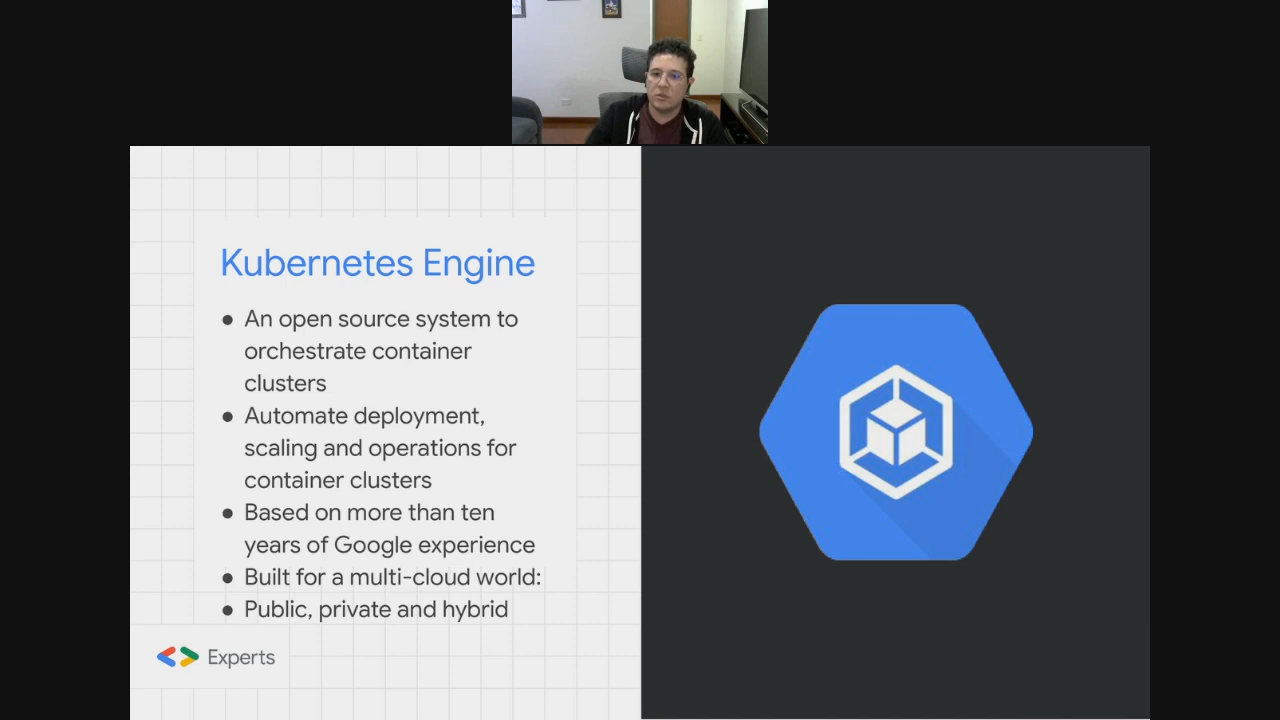 Kubernetes Engine
● An open source system to
orchestrate container
clusters
● Automate deployment,
scaling and operations for
container clusters
● Based on more than ten
years of Google experience
● Built for a multi-cloud world:
● Public, private and hybrid
Experts